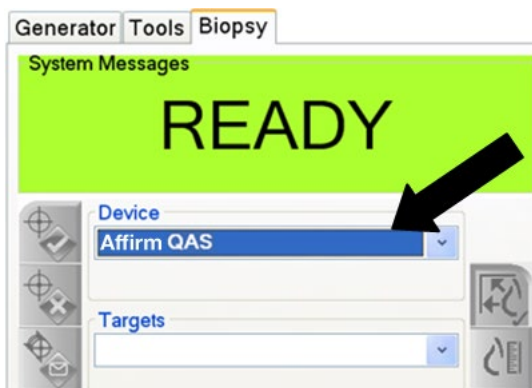 Generator Tools Biopsy
System Messages
READY
Device
Affirm QAS
Targets